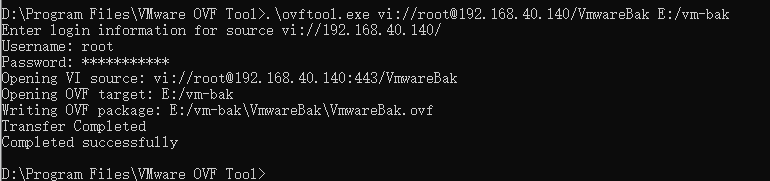 D:\Program Files\VMware OVF Tool>.\ovftool.exe vi://root@192.168.40.140/VmwareBak E:/vm-bak
Enter login information for source vi://192.168.40.140/
Username: root
Password: ***********
Opening VI source: vi://root@192.168.40.140:443/VmwareBak
Opening OVF target: E:/vm-bak
Writing OVF package: E:/vm-bak\VmwareBak\VmwareBak.ovf
Transfer Completed
Completed successfully
D:\Program Files\VMware OVF Tool>